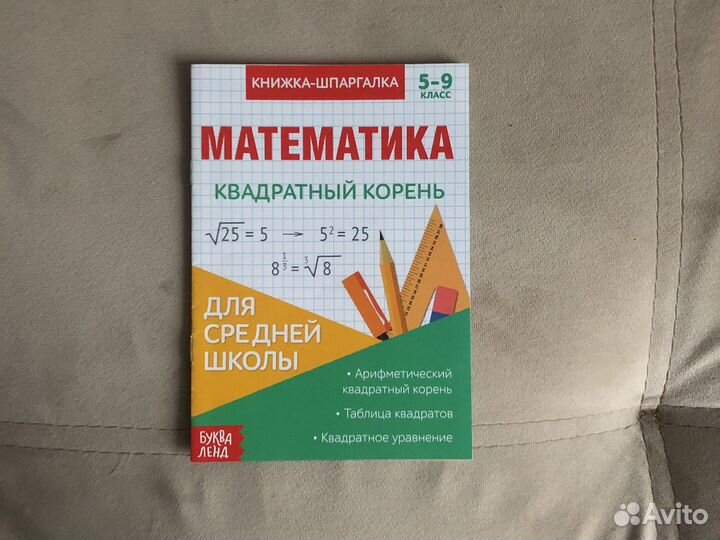 КНИЖКА-ШПАРГАЛКА
5-9
КЛАСС
МАТЕМАТИКА
КВАДРАТНЫЙ КОРЕНЬ
√25 = 5 → 5² = 25
8^(1/3) = ³√8
ДЛЯ
СРЕДНЕЙ
ШКОЛЫ
• Арифметический
квадратный корень
• Таблица квадратов
• Квадратное уравнение
БУКВА
ЛЕНД
Avito